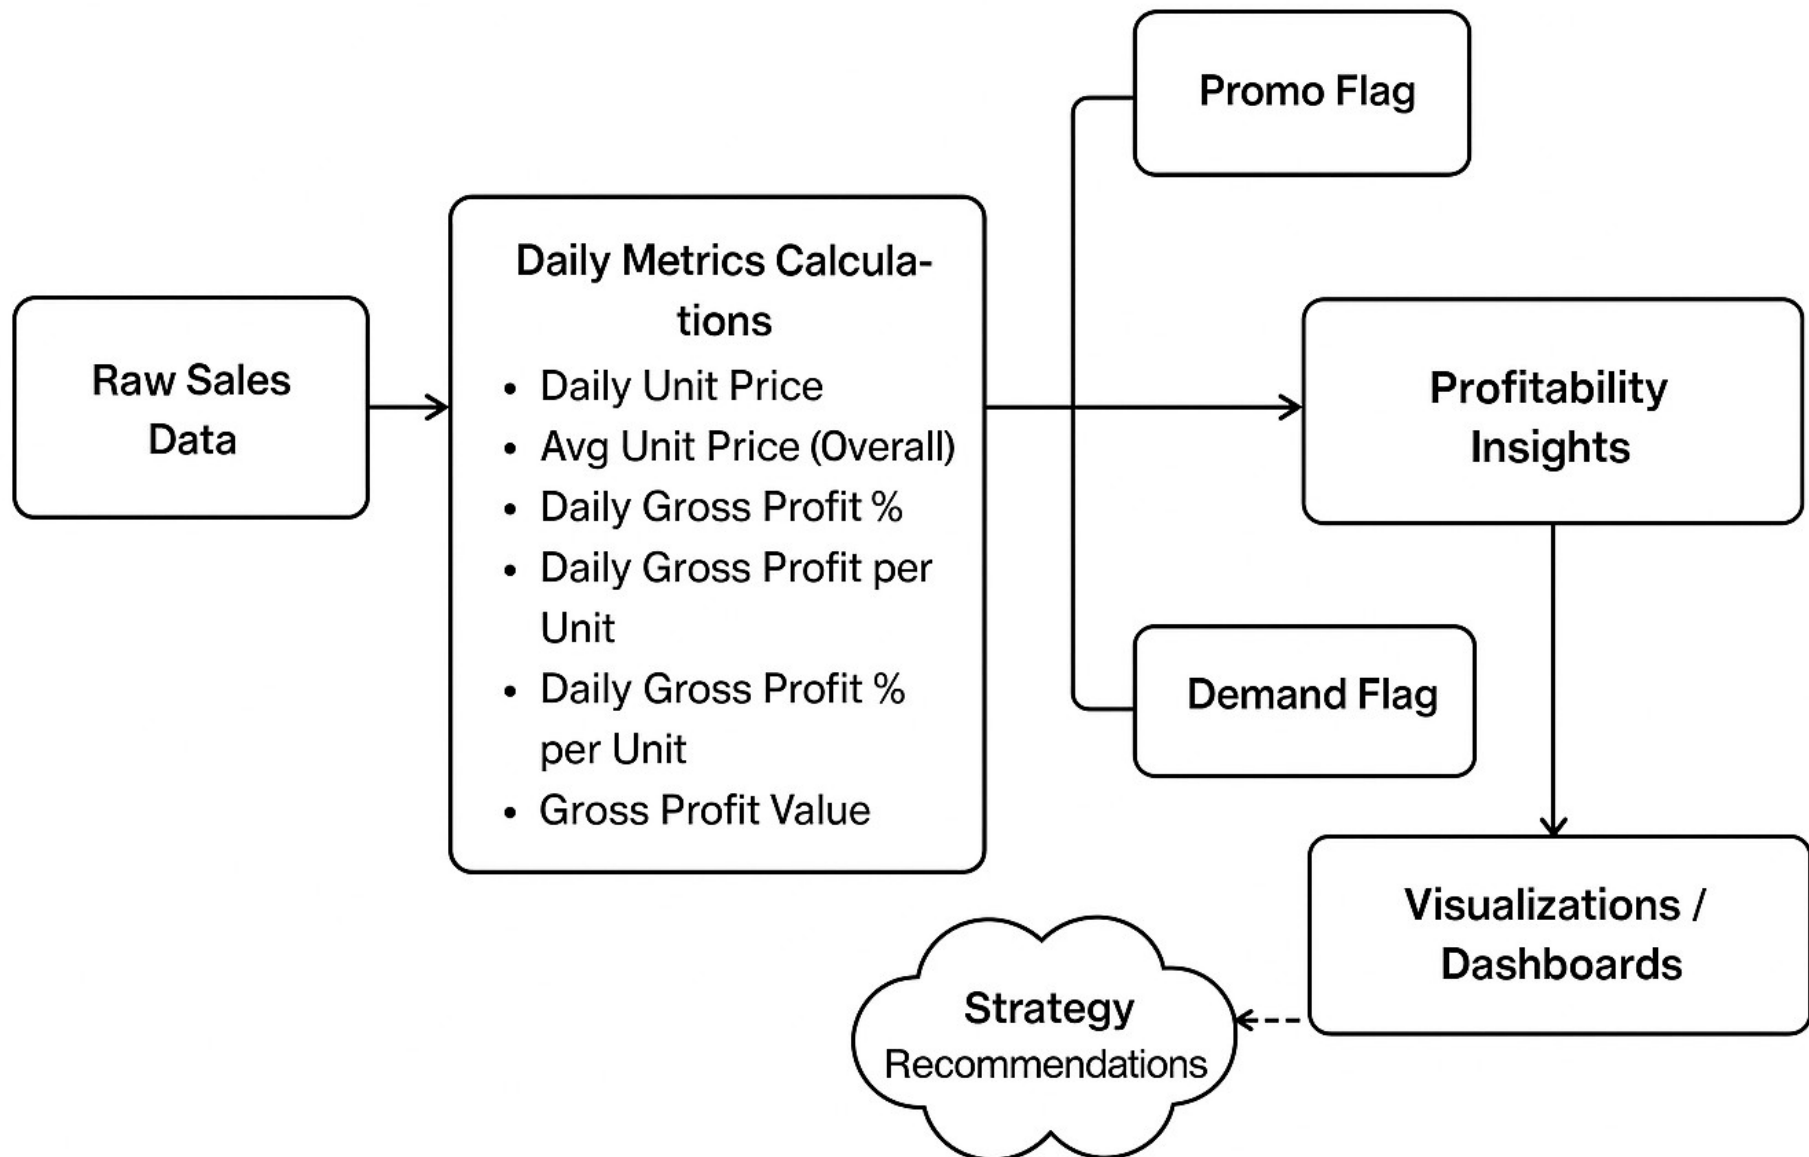 Raw Sales
Data
Daily Metrics Calcula-
tions
• Daily Unit Price
• Avg Unit Price (Overall)
• Daily Gross Profit %
• Daily Gross Profit per
Unit
• Daily Gross Profit %
per Unit
• Gross Profit Value
Promo Flag
Profitability
Insights
Demand Flag
Visualizations /
Dashboards
Strategy
Recommendations